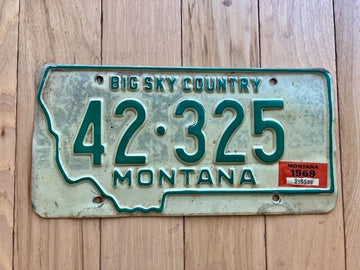 BIG SKY COUNTRY
42·325
MONTANA
MONTANA
1969